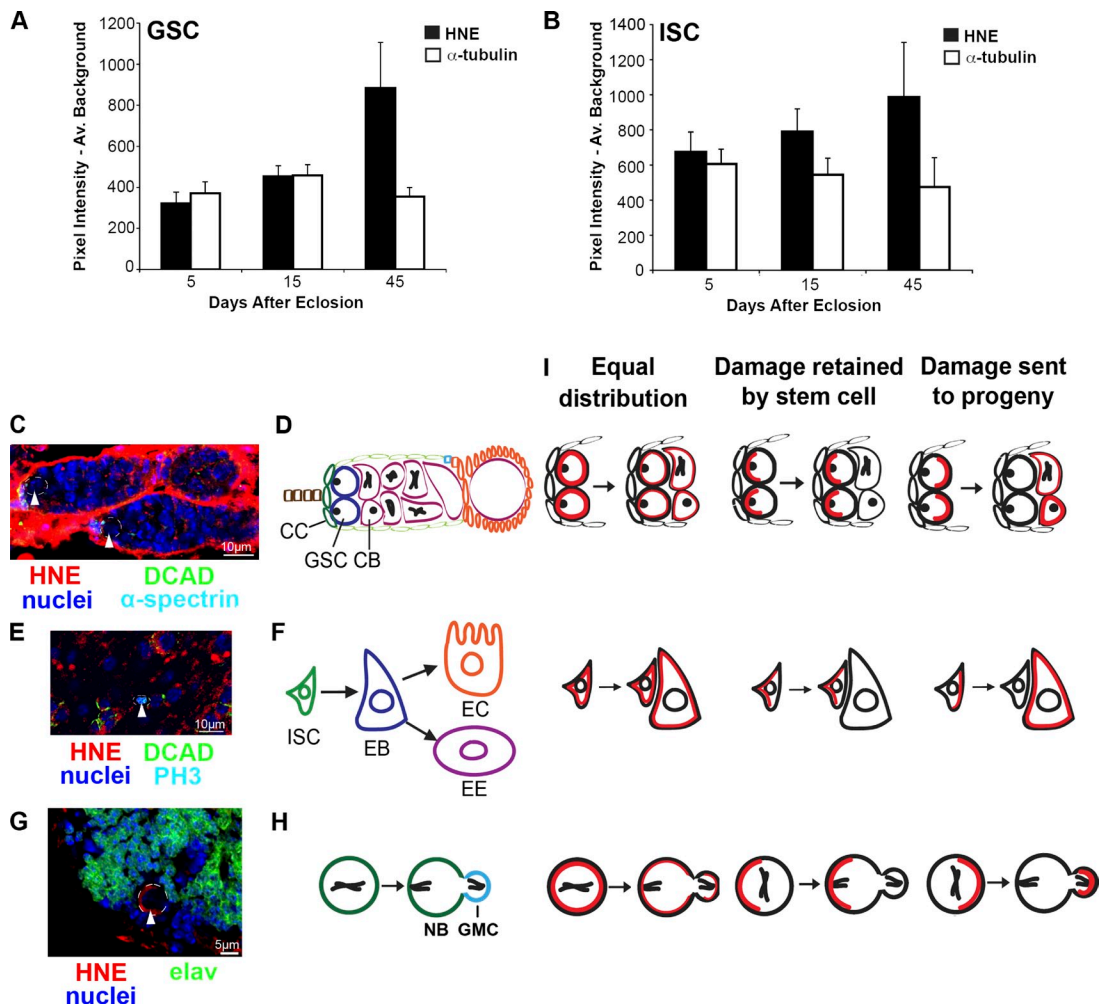 A
GSC
HNE
α-tubulin
Pixel Intensity - Av. Background
1200
1000
800
600
400
200
0
5
15
45
Days After Eclosion
B
ISC
HNE
α-tubulin
Pixel Intensity - Av. Background
1400
1200
1000
800
600
400
200
0
5
15
45
Days After Eclosion
I
Equal
distribution
Damage retained
by stem cell
Damage sent
to progeny
C
10µm
HNE
DCAD
nuclei
α-spectrin
D
CC
GSC
CB
E
10µm
HNE
DCAD
nuclei
PH3
F
ISC
EB
EC
EE
G
5µm
HNE
elav
nuclei
H
NB
GMC